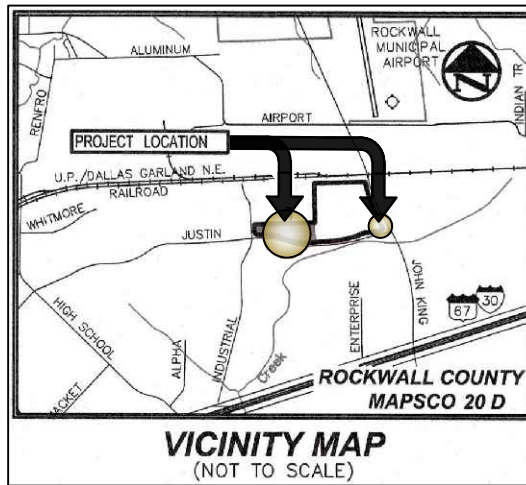 ALUMINUM
ROCKWALL
MUNICIPAL
AIRPORT
N
INDIAN TR.
RENFRO
AIRPORT
PROJECT LOCATION
U.P./DALLAS GARLAND N.E.
RAILROAD
WHITMORE
JUSTIN
HIGH SCHOOL
ALPHA
INDUSTRIAL
Creek
ENTERPRISE
JOHN KING
67
30
ACKET
ROCKWALL COUNTY
MAPSCO 20 D
VICINITY MAP
(NOT TO SCALE)